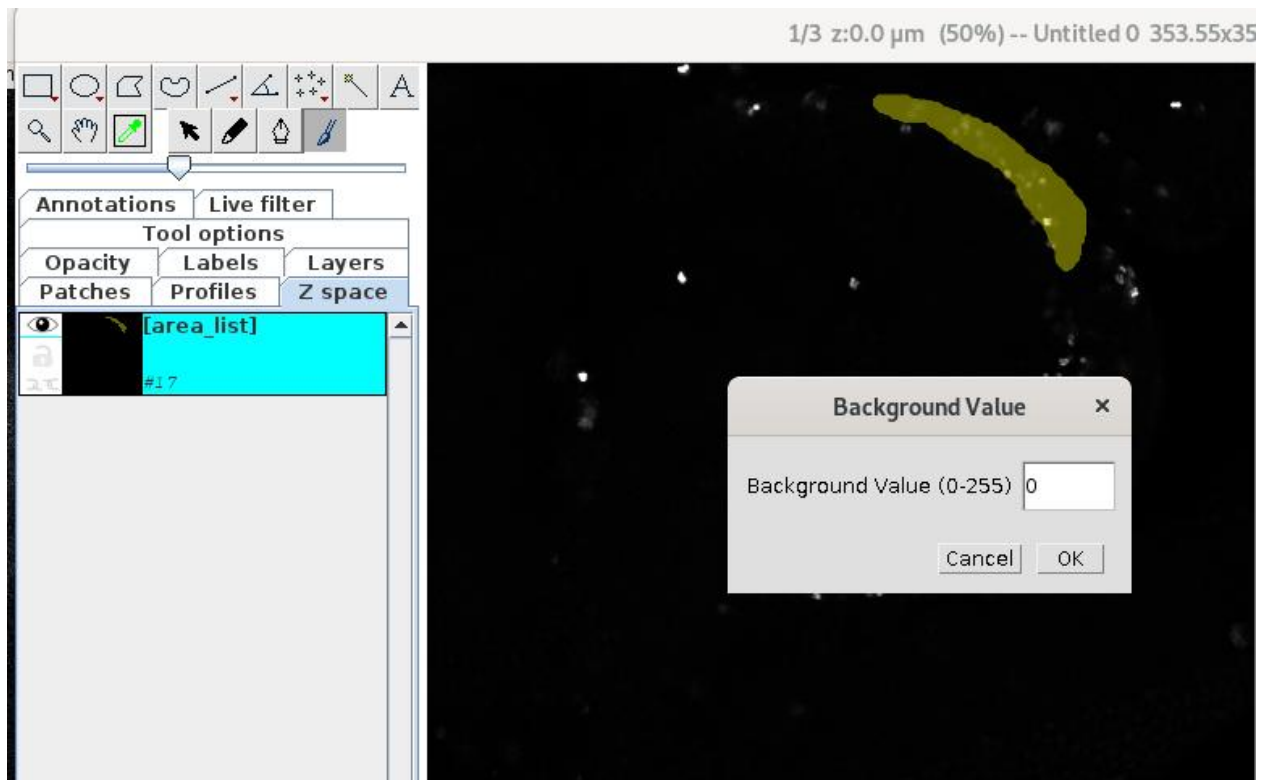 1/3 z:0.0 µm (50%) -- Untitled 0 353.55x35
A
Annotations Live filter
Tool options
Opacity Labels Layers
Patches Profiles Z space
[area_list]
#17
Background Value ×
Background Value (0-255) 0
Cancel OK